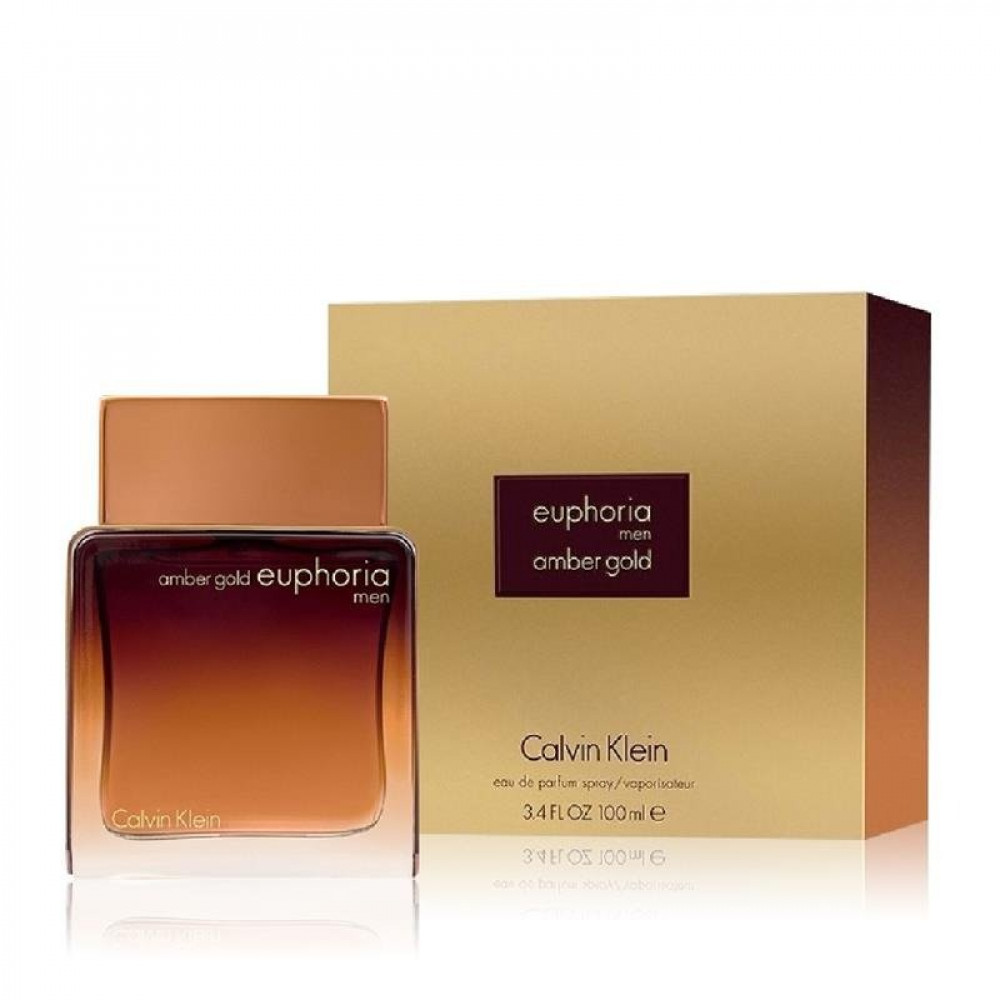 amber gold euphoria
men
Calvin Klein
euphoria
men
amber gold
Calvin Klein
eau de parfum spray/vaporisateur
3.4 FL OZ 100 ml ℮